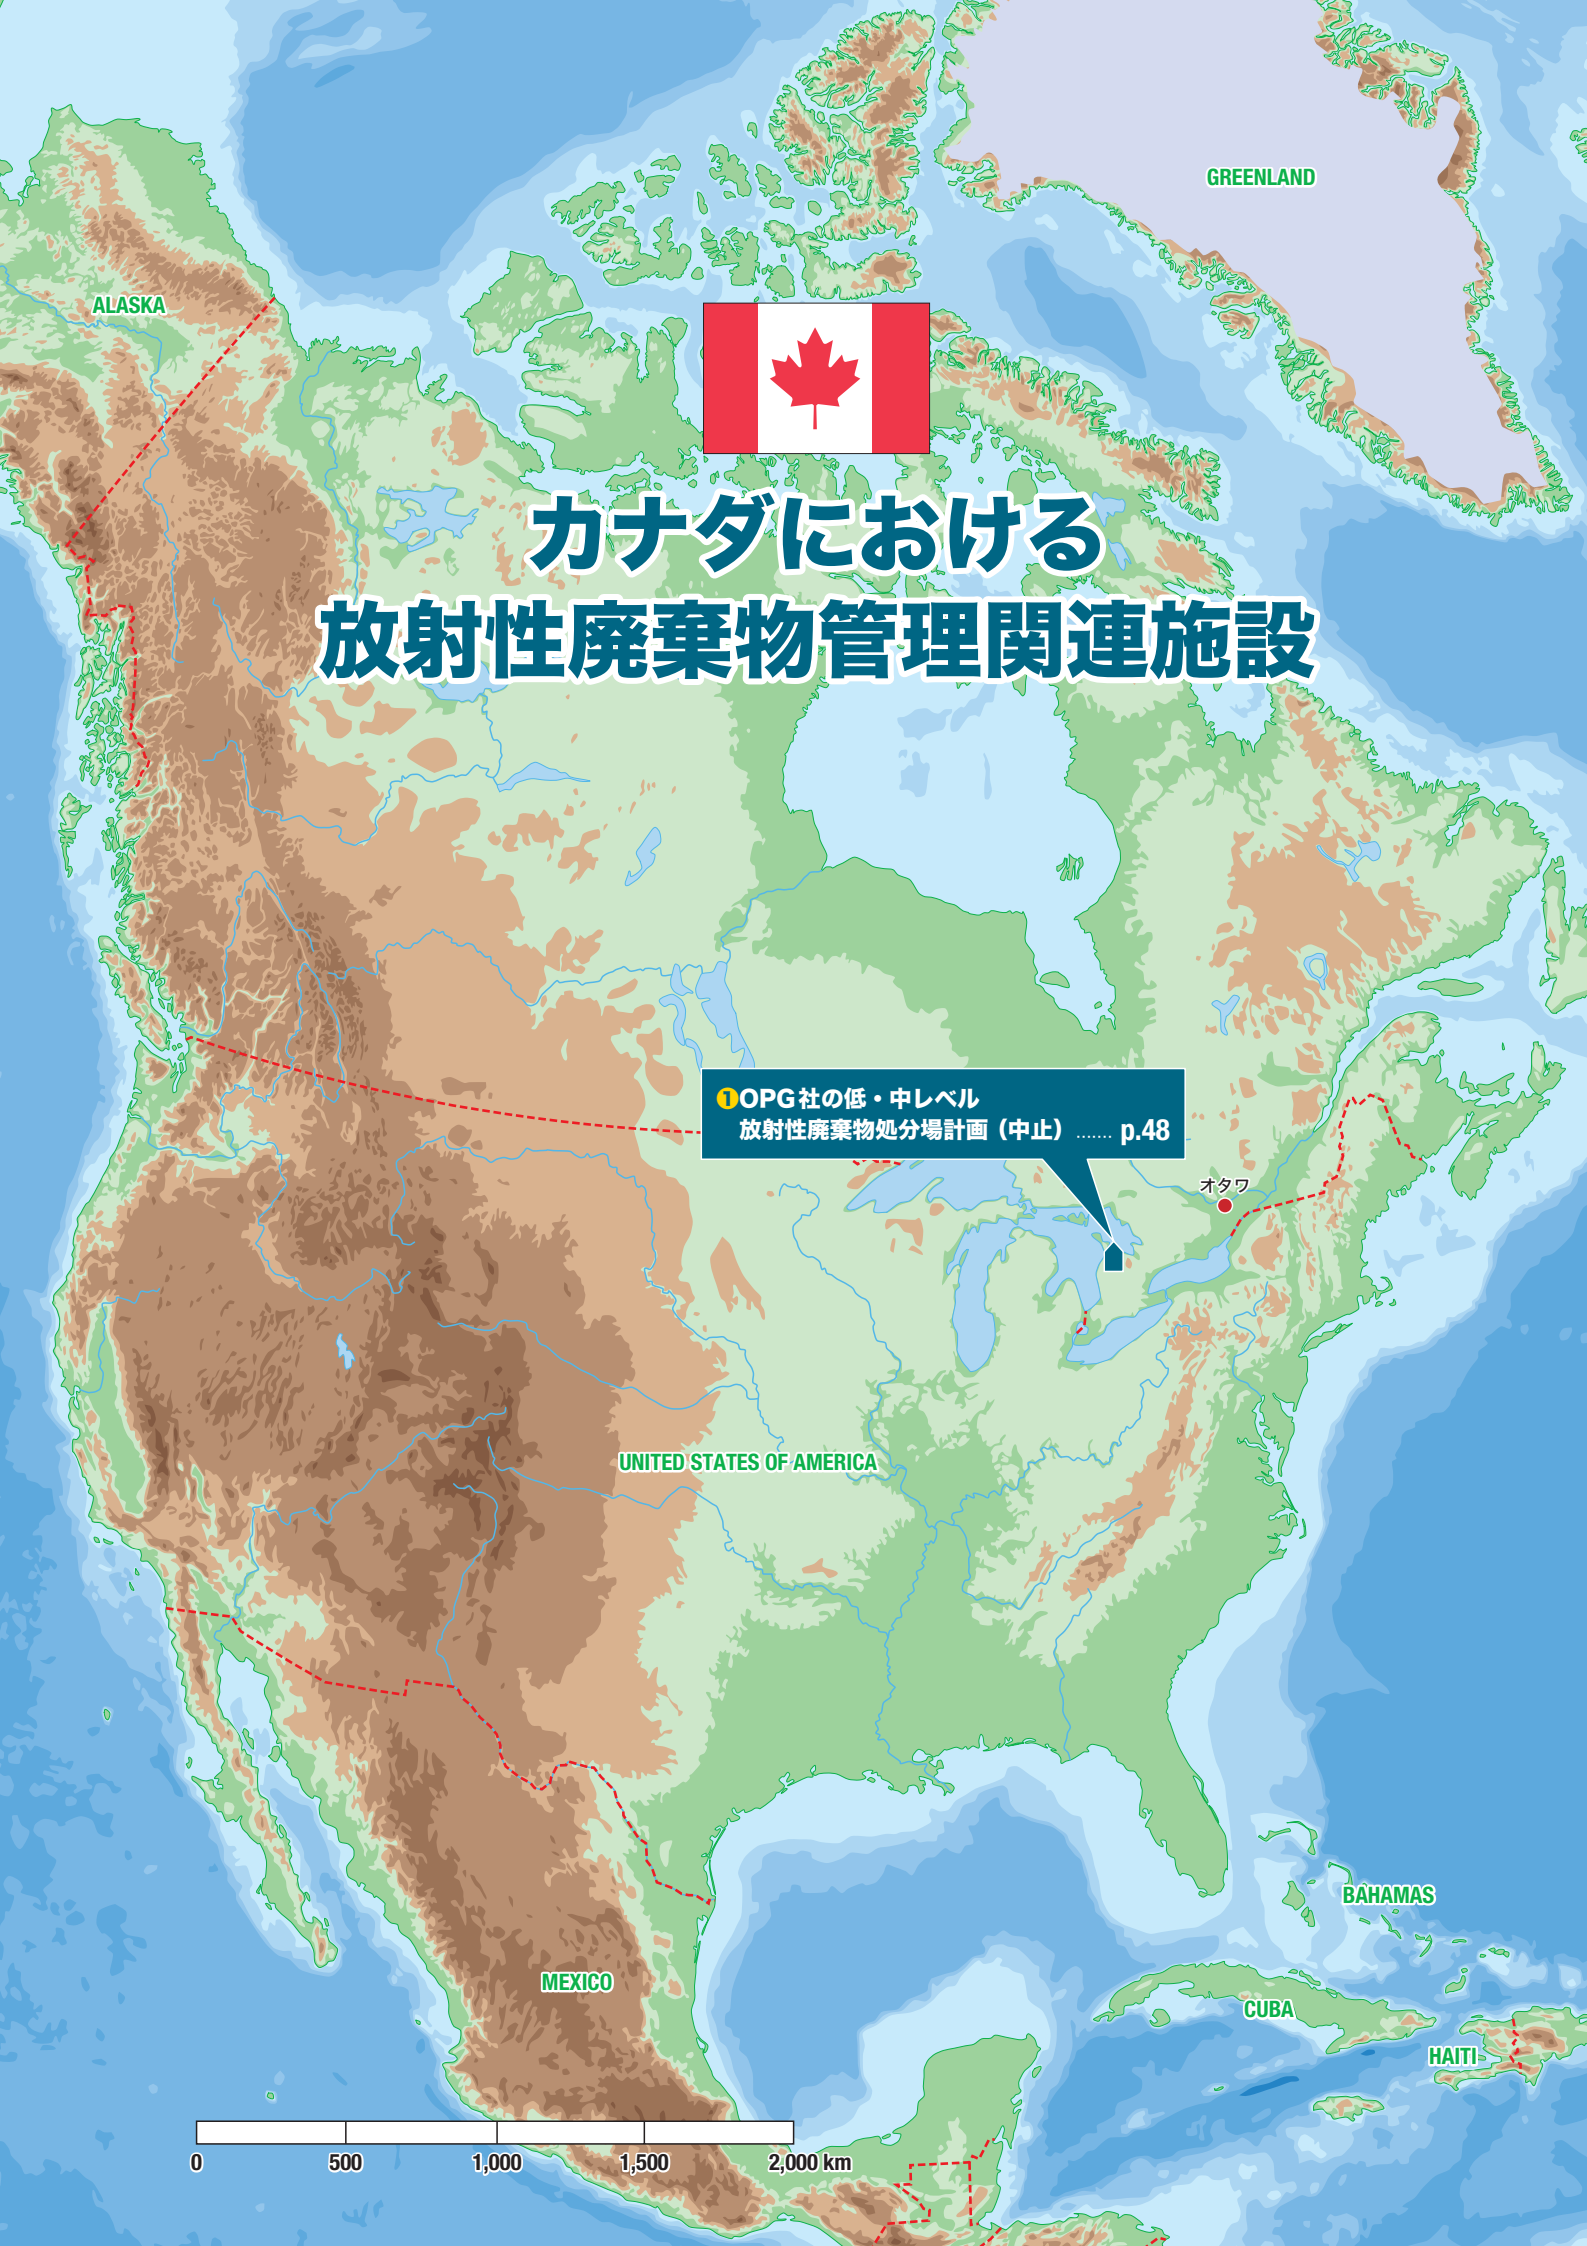 GREENLAND
ALASKA
カナダにおける
放射性廃棄物管理関連施設
❶OPG社の低・中レベル
放射性廃棄物処分場計画（中止）....... p.48
オタワ
UNITED STATES OF AMERICA
BAHAMAS
MEXICO
CUBA
HAITI
0 500 1,000 1,500 2,000 km